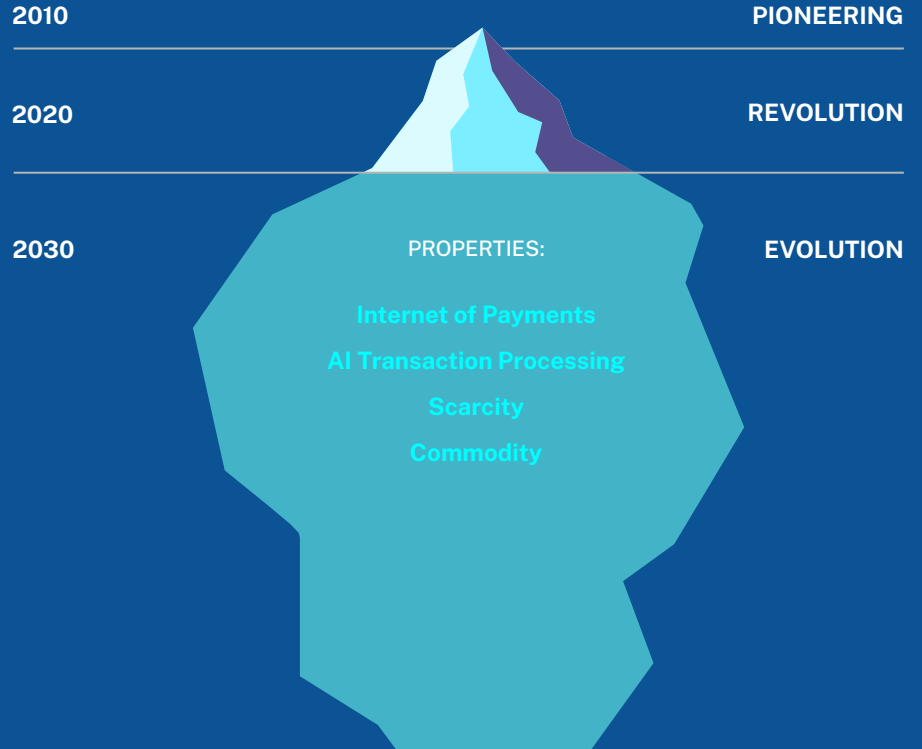 2010
PIONEERING
2020
REVOLUTION
2030
EVOLUTION
PROPERTIES:
Internet of Payments
AI Transaction Processing
Scarcity
Commodity